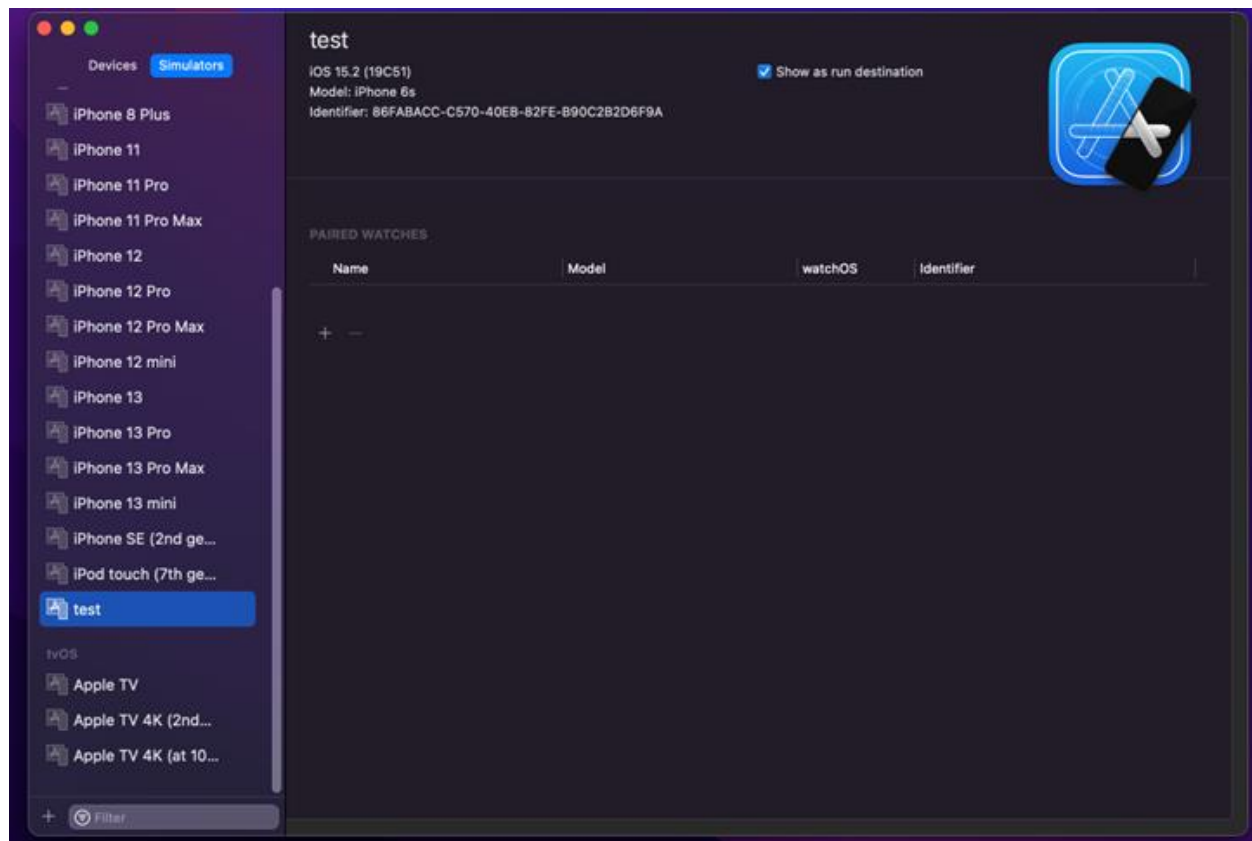 Devices Simulators
iPhone 8 Plus
iPhone 11
iPhone 11 Pro
iPhone 11 Pro Max
iPhone 12
iPhone 12 Pro
iPhone 12 Pro Max
iPhone 12 mini
iPhone 13
iPhone 13 Pro
iPhone 13 Pro Max
iPhone 13 mini
iPhone SE (2nd ge...
iPod touch (7th ge...
test
tvOS
Apple TV
Apple TV 4K (2nd...
Apple TV 4K (at 10...
Filter
test
iOS 15.2 (19C51)
Model: iPhone 6s
Identifier: 86FABACC-C570-40EB-82FE-B90C2B2D6F9A
Show as run destination
PAIRED WATCHES
Name Model watchOS Identifier